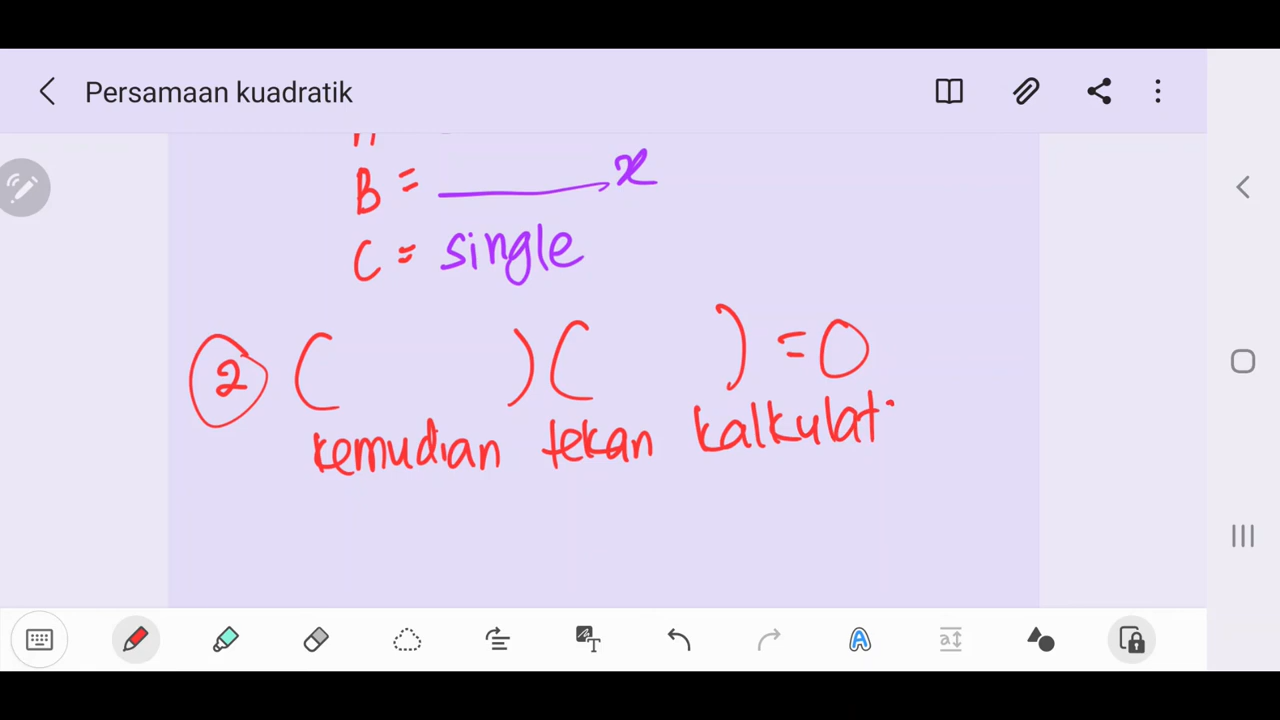 Persamaan kuadratik
B = x
C = single
2 ( )( ) = 0
kemudian tekan kalkulat